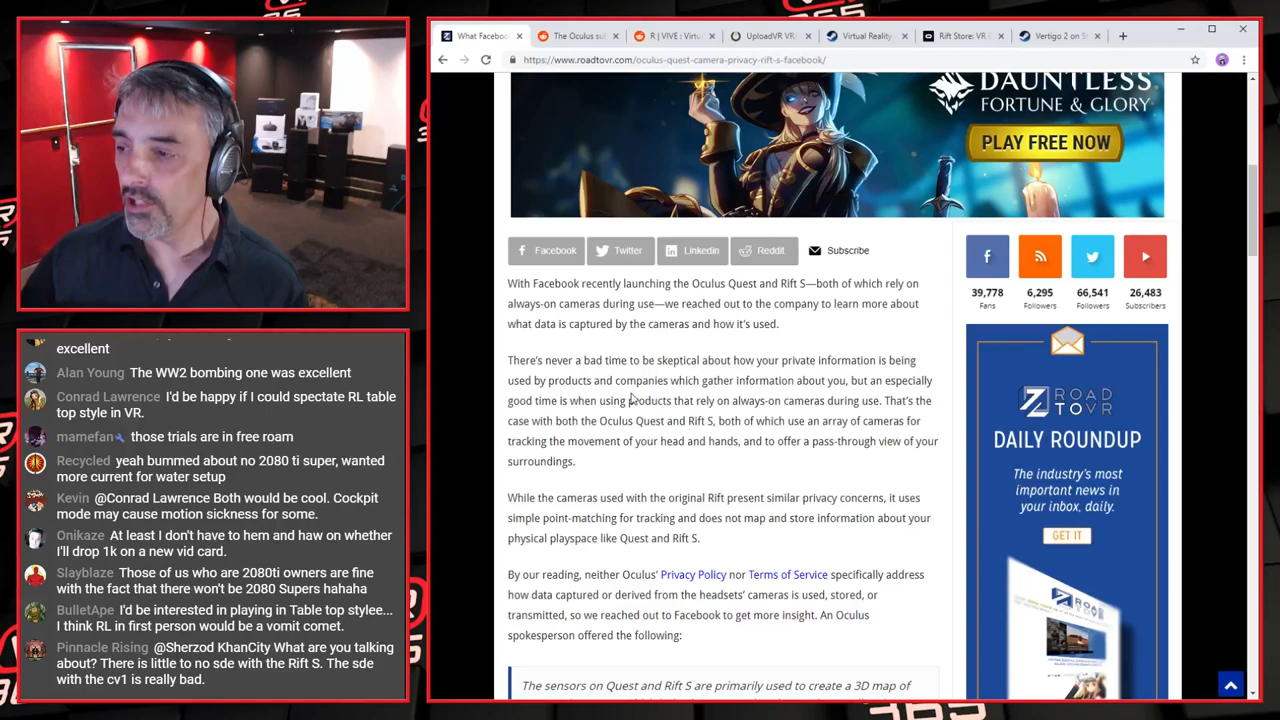 What Facebo
The Oculus su
R | VIVE : Virtu
UploadVR VR
Virtual Reality
Rift Store: VR
Vertigo 2 on S
https://www.roadtovr.com/oculus-quest-camera-privacy-rift-s-facebook/
DAUNTLESS
FORTUNE & GLORY
PLAY FREE NOW
Facebook
Twitter
Linkedin
Reddit
Subscribe
With Facebook recently launching the Oculus Quest and Rift S—both of which rely on
always-on cameras during use—we reached out to the company to learn more about
what data is captured by the cameras and how it's used.
There's never a bad time to be skeptical about how your private information is being
used by products and companies which gather information about you, but an especially
good time is when using products that rely on always-on cameras during use. That's the
case with both the Oculus Quest and Rift S, both of which use an array of cameras for
tracking the movement of your head and hands, and to offer a pass-through view of your
surroundings.
While the cameras used with the original Rift present similar privacy concerns, it uses
simple point-matching for tracking and does not map and store information about your
physical playspace like Quest and Rift S.
By our reading, neither Oculus' Privacy Policy nor Terms of Service specifically address
how data captured or derived from the headsets' cameras is used, stored, or
transmitted, so we reached out to Facebook to get more insight. An Oculus
spokesperson offered the following:
The sensors on Quest and Rift S are primarily used to create a 3D map of
39,778
Fans
6,295
Followers
66,541
Followers
26,483
Subscribers
ROAD
TOVR
DAILY ROUNDUP
The industry's most
important news in
your inbox, daily.
GET IT
excellent
Alan Young The WW2 bombing one was excellent
Conrad Lawrence I'd be happy if I could spectate RL table
top style in VR.
mamefan those trials are in free roam
Recycled yeah bummed about no 2080 ti super, wanted
more current for water setup
Kevin @Conrad Lawrence Both would be cool. Cockpit
mode may cause motion sickness for some.
Onikaze At least I don't have to hem and haw on whether
I'll drop 1k on a new vid card.
Slayblaze Those of us who are 2080ti owners are fine
with the fact that there won't be 2080 Supers hahaha
BulletApe I'd be interested in playing in Table top stylee...
I think RL in first person would be a vomit comet.
Pinnacle Rising @Sherzod KhanCity What are you talking
about? There is little to no sde with the Rift S. The sde
with the cv1 is really bad.